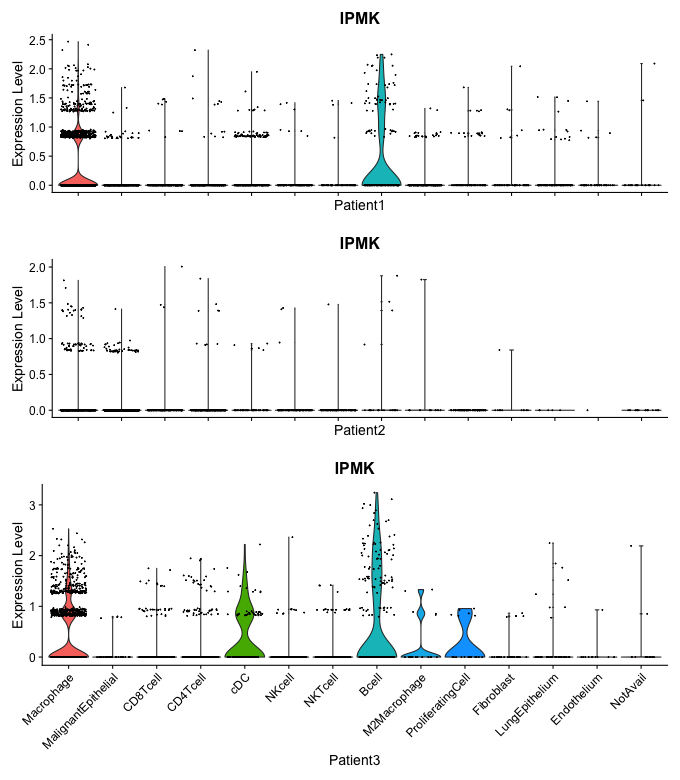 IPMK
Expression Level
2.5
2.0
1.5
1.0
0.5
0.0
Patient1
IPMK
Expression Level
2.0
1.5
1.0
0.5
0.0
Patient2
IPMK
Expression Level
3
2
1
0
Macrophage
MalignantEpithelial
CD8Tcell
CD4Tcell
cDC
NKcell
NKTcell
Bcell
M2Macrophage
ProliferatingCell
Fibroblast
LungEpithelium
Endothelium
NotAvail
Patient3